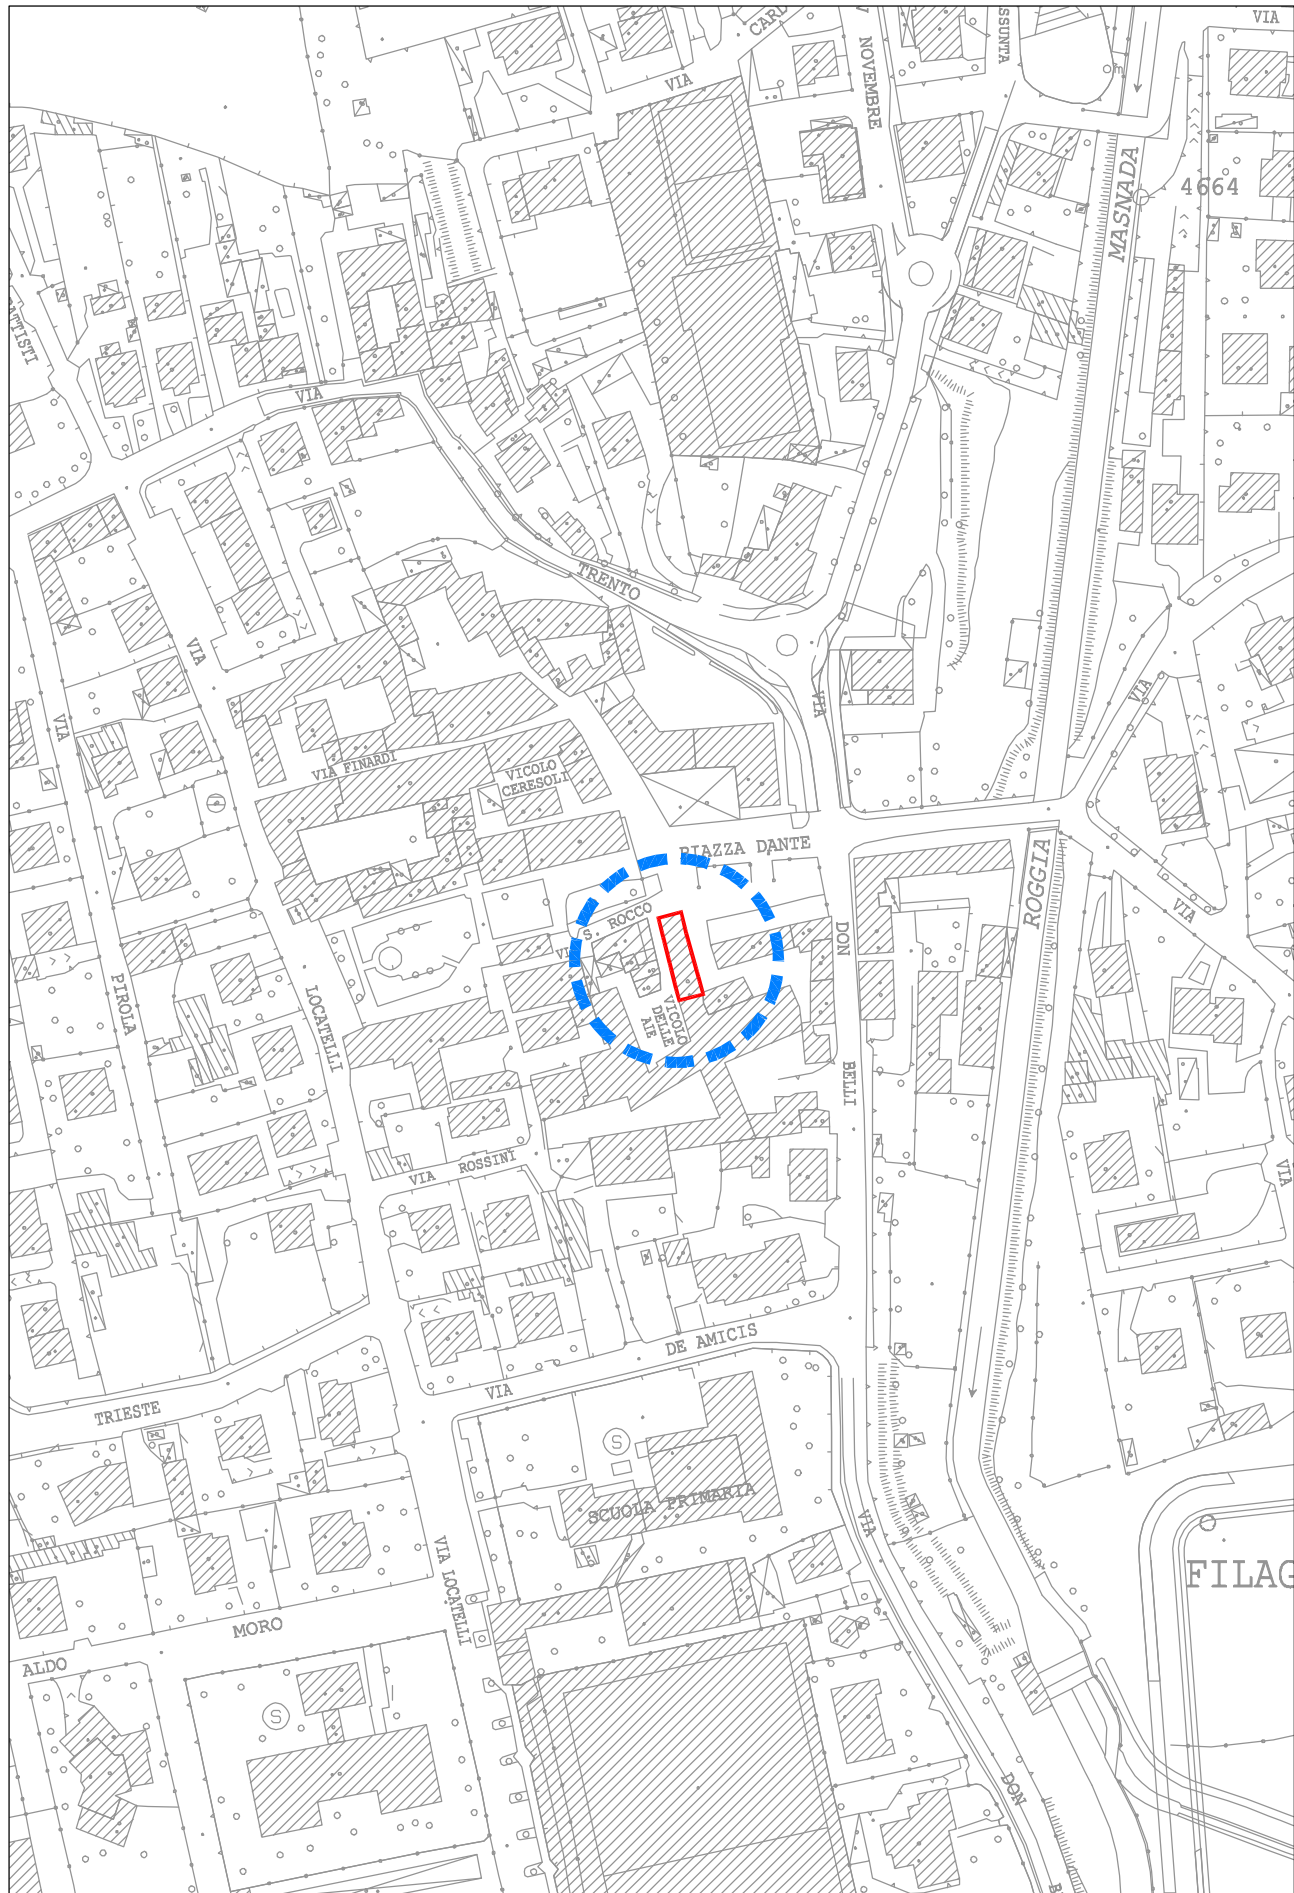 VIA
VIA
NOVEMBRE
SSUNTA
VIA
MASNADA
4664
ATTISTI
VIA
TRENTO
VIA
VIA
VIA
VIA
VIA FINARDI
VICOLO
CERESOLI
PIAZZA DANTE
ROGGIA
VIA
S. ROCCO
DON
PIROLA
LOCATELLI
VICOLO
DELLE
AIE
BELLI
VIA
VIA ROSSINI
DE AMICIS
VIA
TRIESTE
S
SCUOLA PRIMARIA
VIA
VIA LOCATELLI
FILAG
MORO
ALDO
S
DON